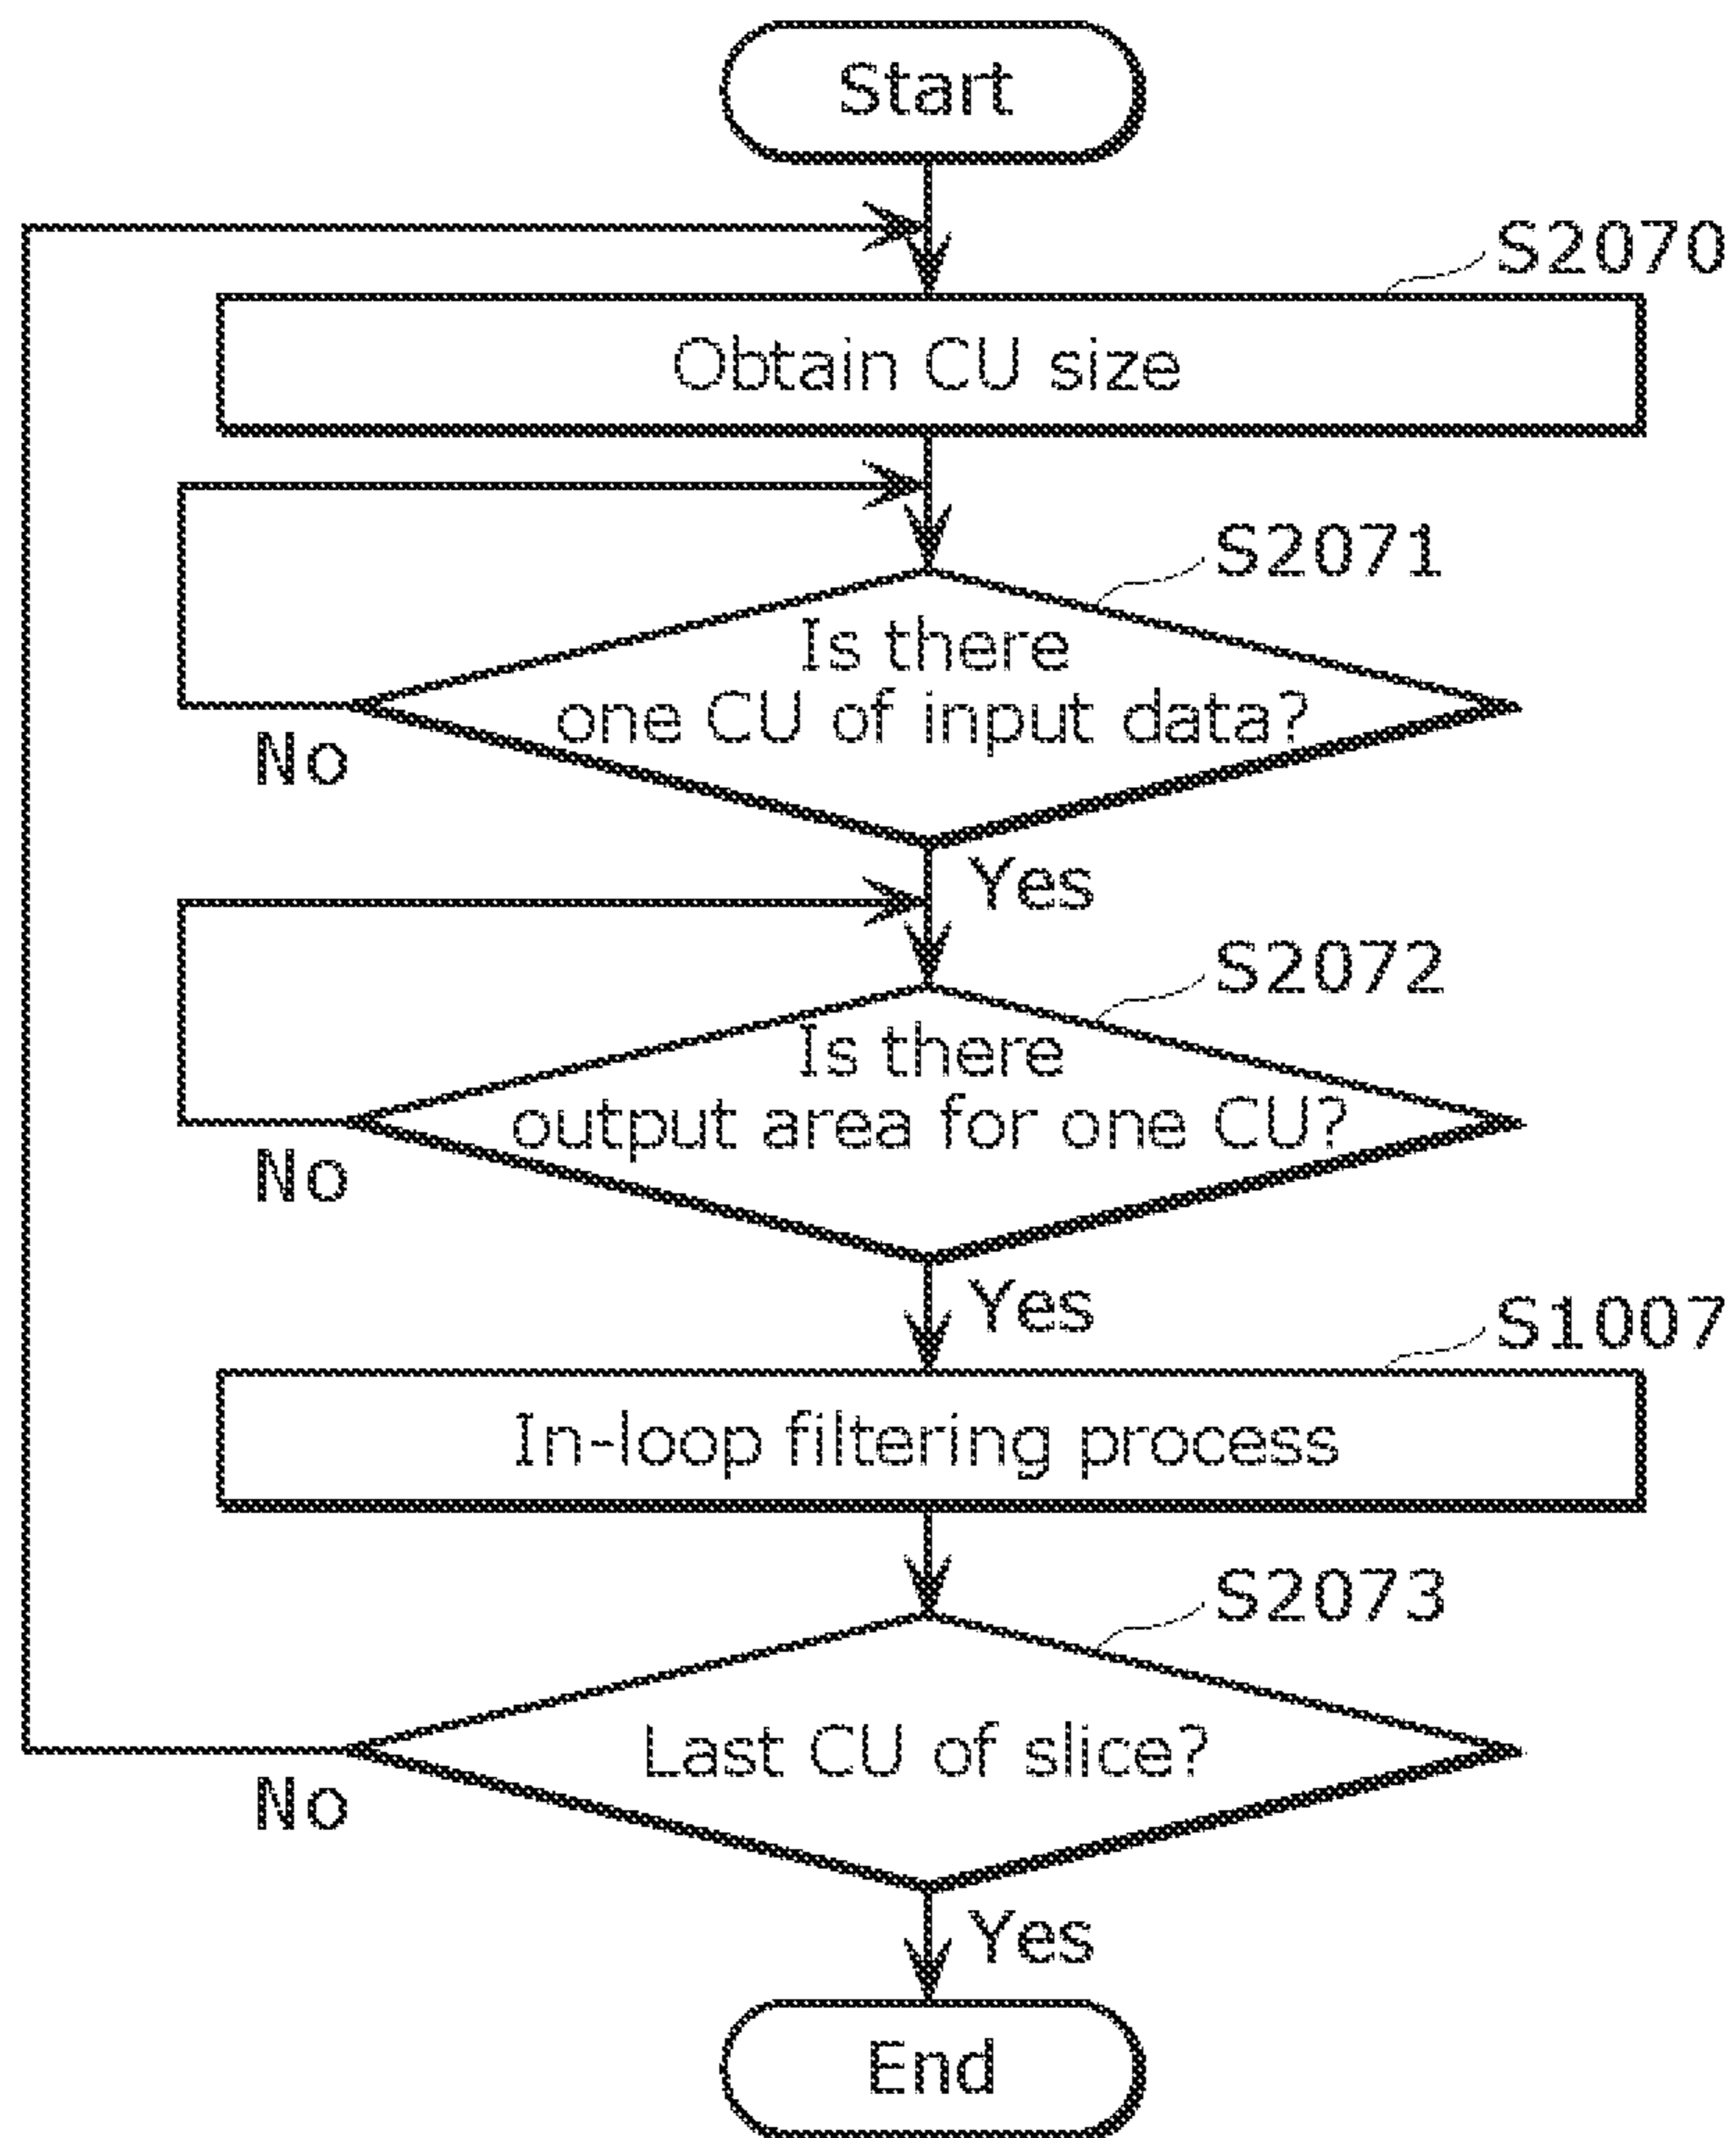 Start
S2070
Obtain CU size
S2071
Is there
one CU of input data?
No
Yes
S2072
Is there
output area for one CU?
No
Yes
S1007
In-loop filtering process
S2073
Last CU of slice?
No
Yes
End